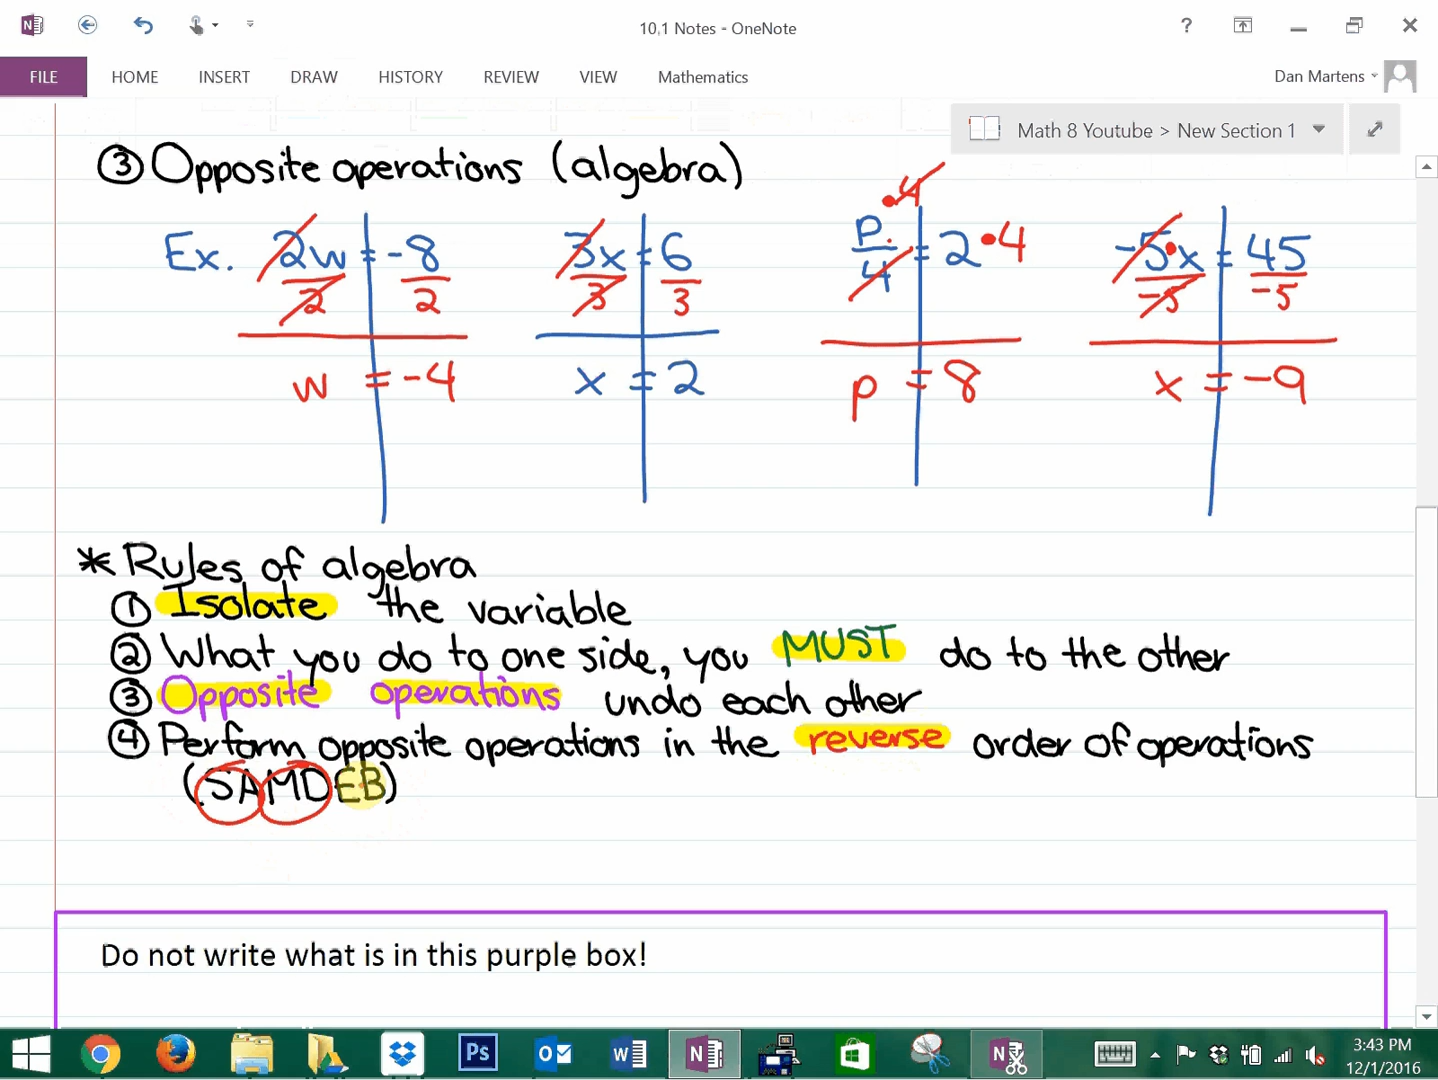 10,1 Notes - OneNote
?
FILE HOME INSERT DRAW HISTORY REVIEW VIEW Mathematics Dan Martens
Math 8 Youtube > New Section 1
③ Opposite operations (algebra)
•4
Ex. 2w = -8 3x = 6 p/4 = 2 •4 -5•x = 45
2 2 3 3 -5 -5
w = -4 x = 2 p = 8 x = -9
* Rules of algebra
① Isolate the variable
② What you do to one side, you MUST do to the other
③ Opposite operations undo each other
④ Perform opposite operations in the reverse order of operations
(SAMDEB)
Do not write what is in this purple box!
3:43 PM
12/1/2016